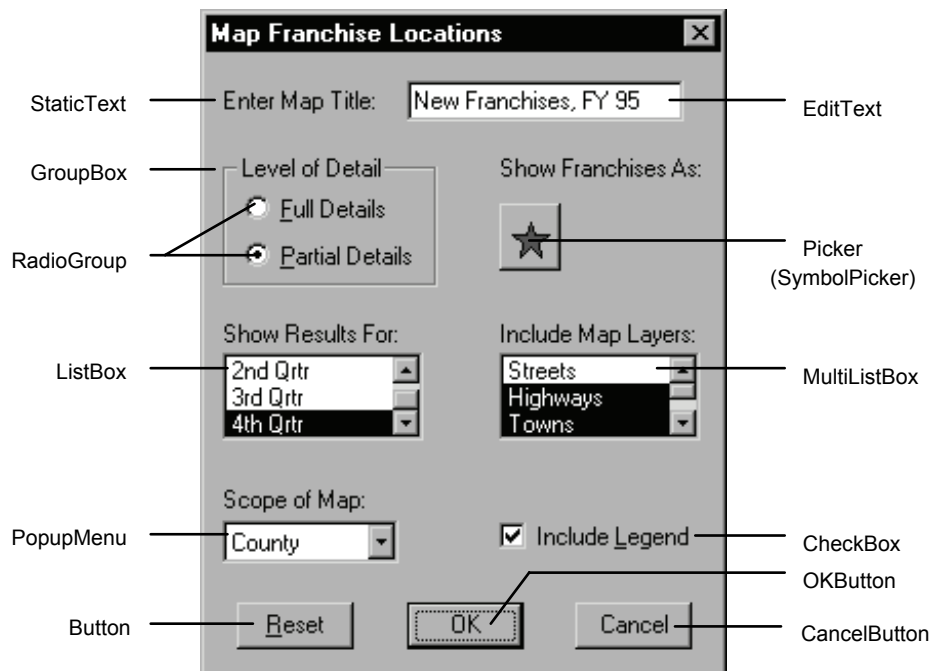 Map Franchise Locations
StaticText
Enter Map Title:
New Franchises, FY 95
EditText
GroupBox
Level of Detail
Show Franchises As:
Full Details
RadioGroup
Partial Details
Picker
(SymbolPicker)
Show Results For:
Include Map Layers:
ListBox
2nd Qrtr
3rd Qrtr
4th Qrtr
Streets
Highways
Towns
MultiListBox
Scope of Map:
PopupMenu
County
Include Legend
CheckBox
OKButton
Button
Reset
OK
Cancel
CancelButton